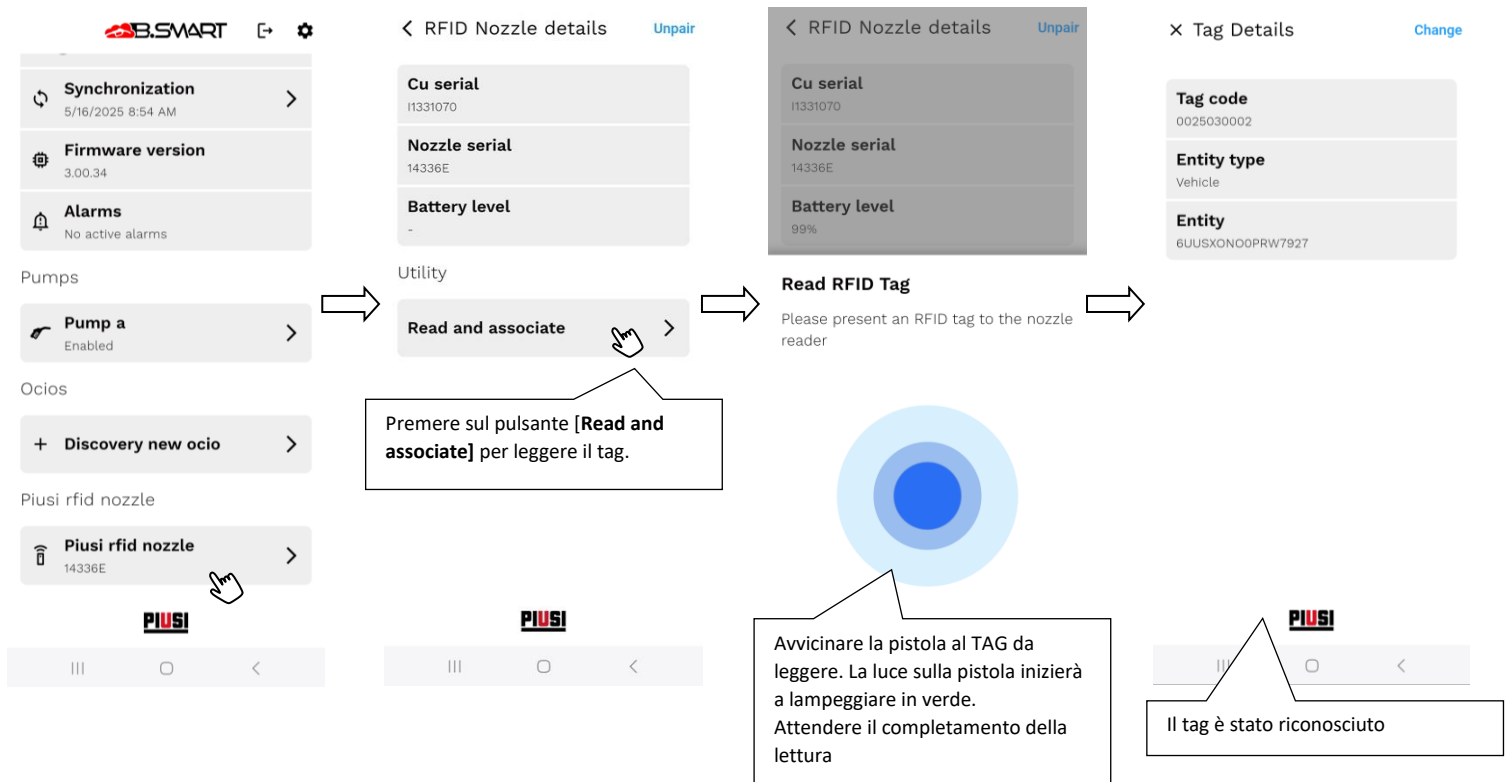 B.SMART
Synchronization
5/16/2025 8:54 AM
Firmware version
3.00.34
Alarms
No active alarms
Pumps
Pump a
Enabled
Ocios
Discovery new ocio
Piusi rfid nozzle
Piusi rfid nozzle
14336E
PIUSI
RFID Nozzle details
Unpair
Cu serial
I1331070
Nozzle serial
14336E
Battery level
-
Utility
Read and associate
Premere sul pulsante [Read and
associate] per leggere il tag.
PIUSI
RFID Nozzle details
Unpair
Cu serial
I1331070
Nozzle serial
14336E
Battery level
99%
Read RFID Tag
Please present an RFID tag to the nozzle
reader
Avvicinare la pistola al TAG da
leggere. La luce sulla pistola inizierà
a lampeggiare in verde.
Attendere il completamento della
lettura
Tag Details
Change
Tag code
0025030002
Entity type
Vehicle
Entity
6UUSXONO0PRW7927
PIUSI
Il tag è stato riconosciuto